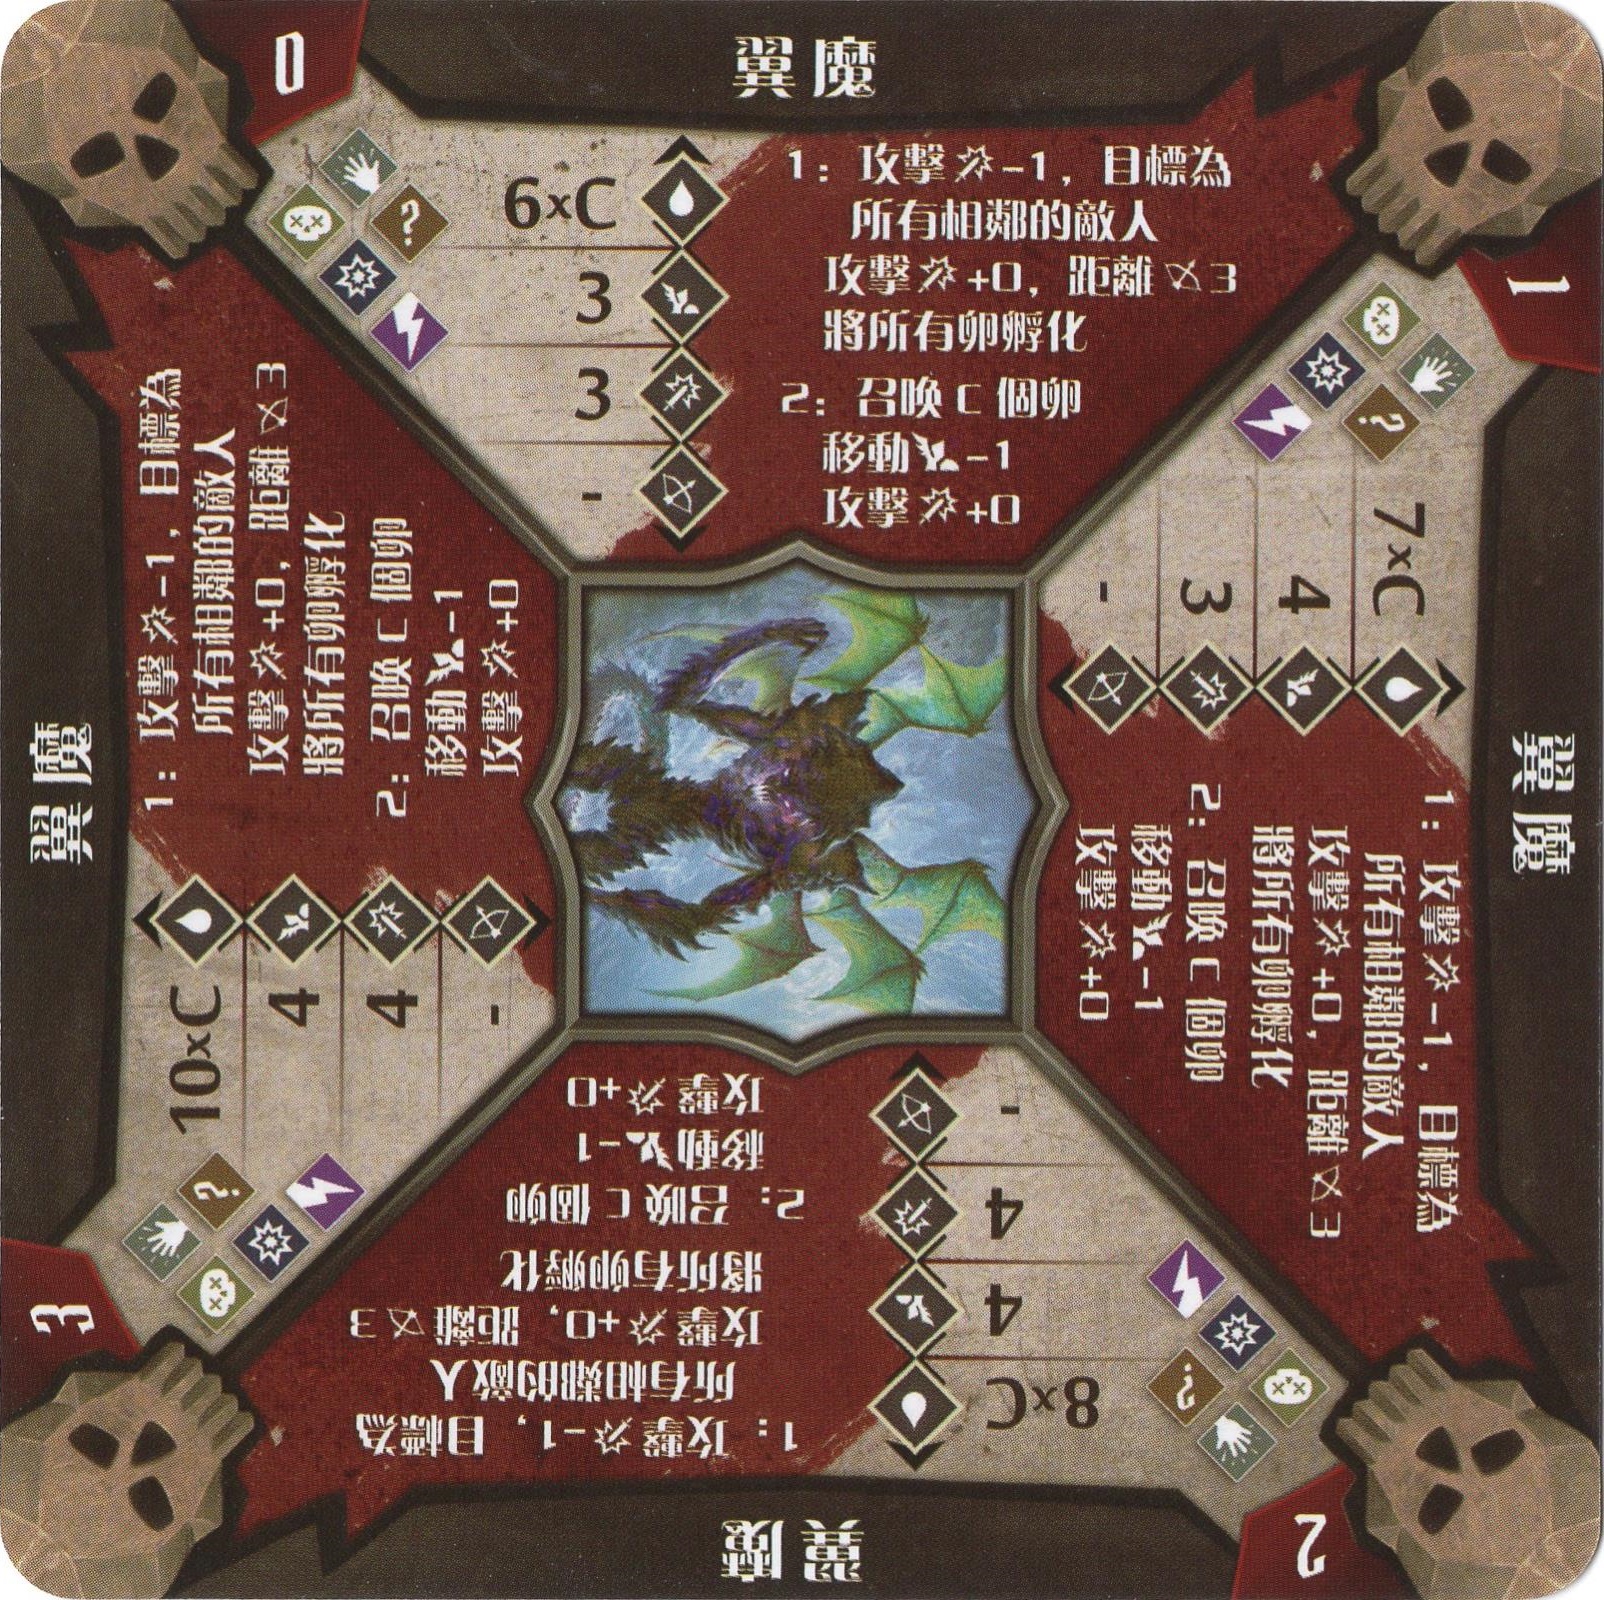 0
翼魔
6xC
3
3
-
1: 攻擊-1, 目標為
所有相鄰的敵人
攻擊+0, 距離3
將所有卵孵化
2: 召喚 C 個卵
移動-1
攻擊+0
1
翼魔
7xC
4
3
-
1: 攻擊-1, 目標為
所有相鄰的敵人
攻擊+0, 距離3
將所有卵孵化
2: 召喚 C 個卵
移動-1
攻擊+0
2
翼魔
8xC
4
4
-
1: 攻擊-1, 目標為
所有相鄰的敵人
攻擊+0, 距離3
將所有卵孵化
2: 召喚 C 個卵
移動-1
攻擊+0
3
翼魔
10xC
4
4
-
1: 攻擊-1, 目標為
所有相鄰的敵人
攻擊+0, 距離3
將所有卵孵化
2: 召喚 C 個卵
移動-1
攻擊+0